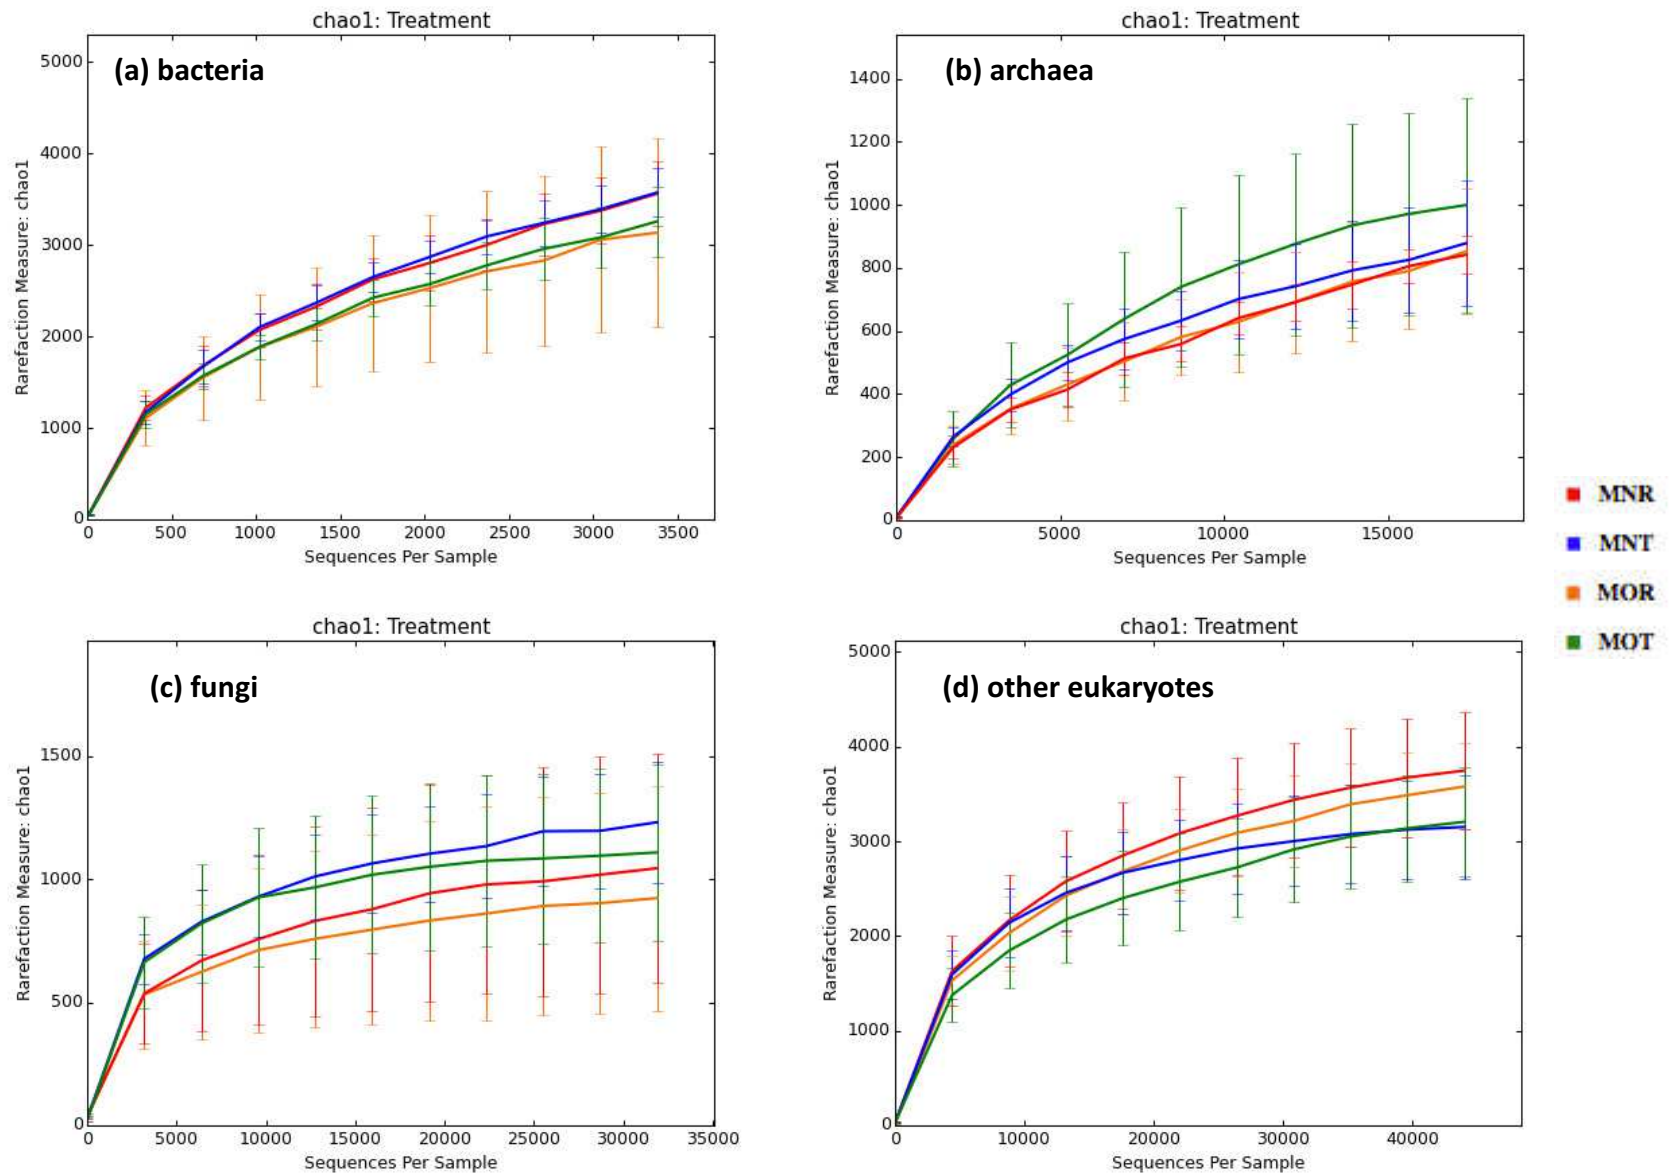 chao1: Treatment
(a) bacteria
Rarefaction Measure: chao1
5000
4000
3000
2000
1000
0
0 500 1000 1500 2000 2500 3000 3500
Sequences Per Sample
chao1: Treatment
(b) archaea
Rarefaction Measure: chao1
1400
1200
1000
800
600
400
200
0
0 5000 10000 15000
Sequences Per Sample
MNR
MNT
MOR
MOT
chao1: Treatment
(c) fungi
Rarefaction Measure: chao1
1500
1000
500
0
0 5000 10000 15000 20000 25000 30000 35000
Sequences Per Sample
chao1: Treatment
(d) other eukaryotes
Rarefaction Measure: chao1
5000
4000
3000
2000
1000
0
0 10000 20000 30000 40000
Sequences Per Sample